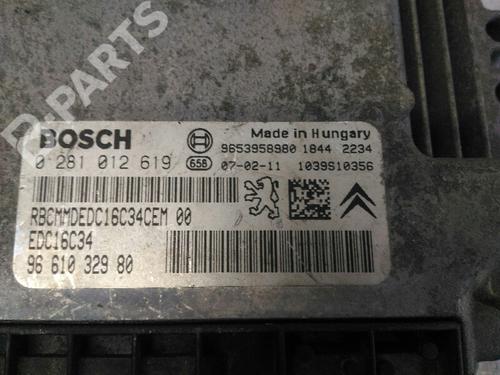 B-PARTS
BOSCH
Made in Hungary
0 281 012 619
9653958980 1844 2234
658 07-02-11 1039S10356
RBCMMDEDC16C34CEM 00
EDC16C34
96 610 329 80